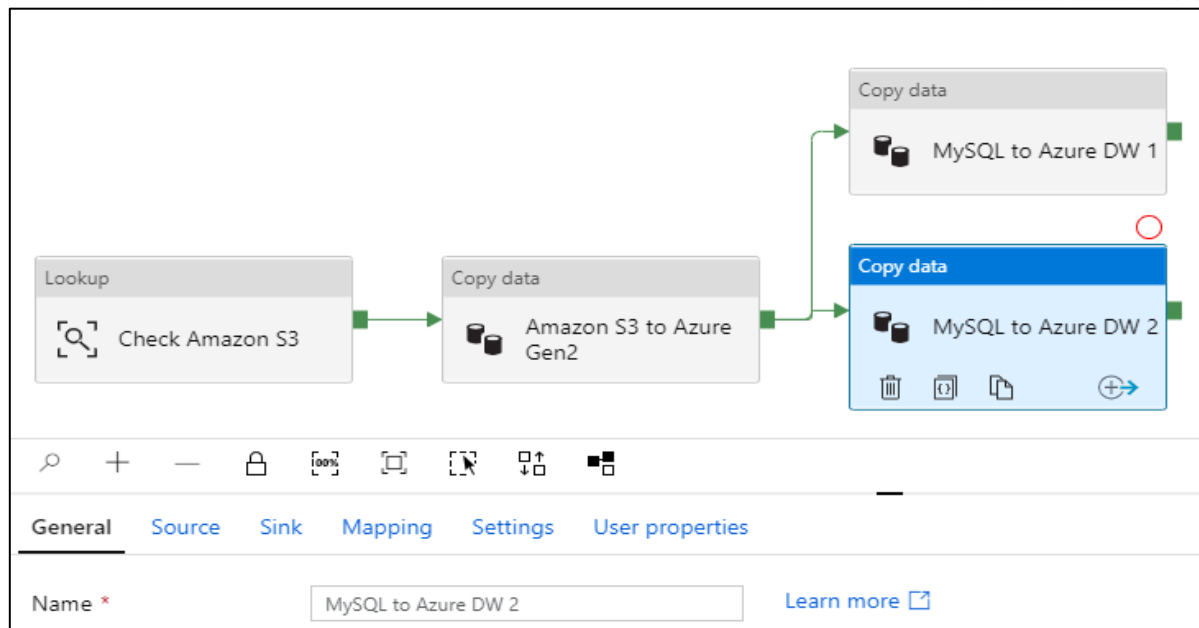 Copy data
MySQL to Azure DW 1
Lookup
Check Amazon S3
Copy data
Amazon S3 to Azure
Gen2
Copy data
MySQL to Azure DW 2
{}
100%
General Source Sink Mapping Settings User properties
Name * MySQL to Azure DW 2 Learn more